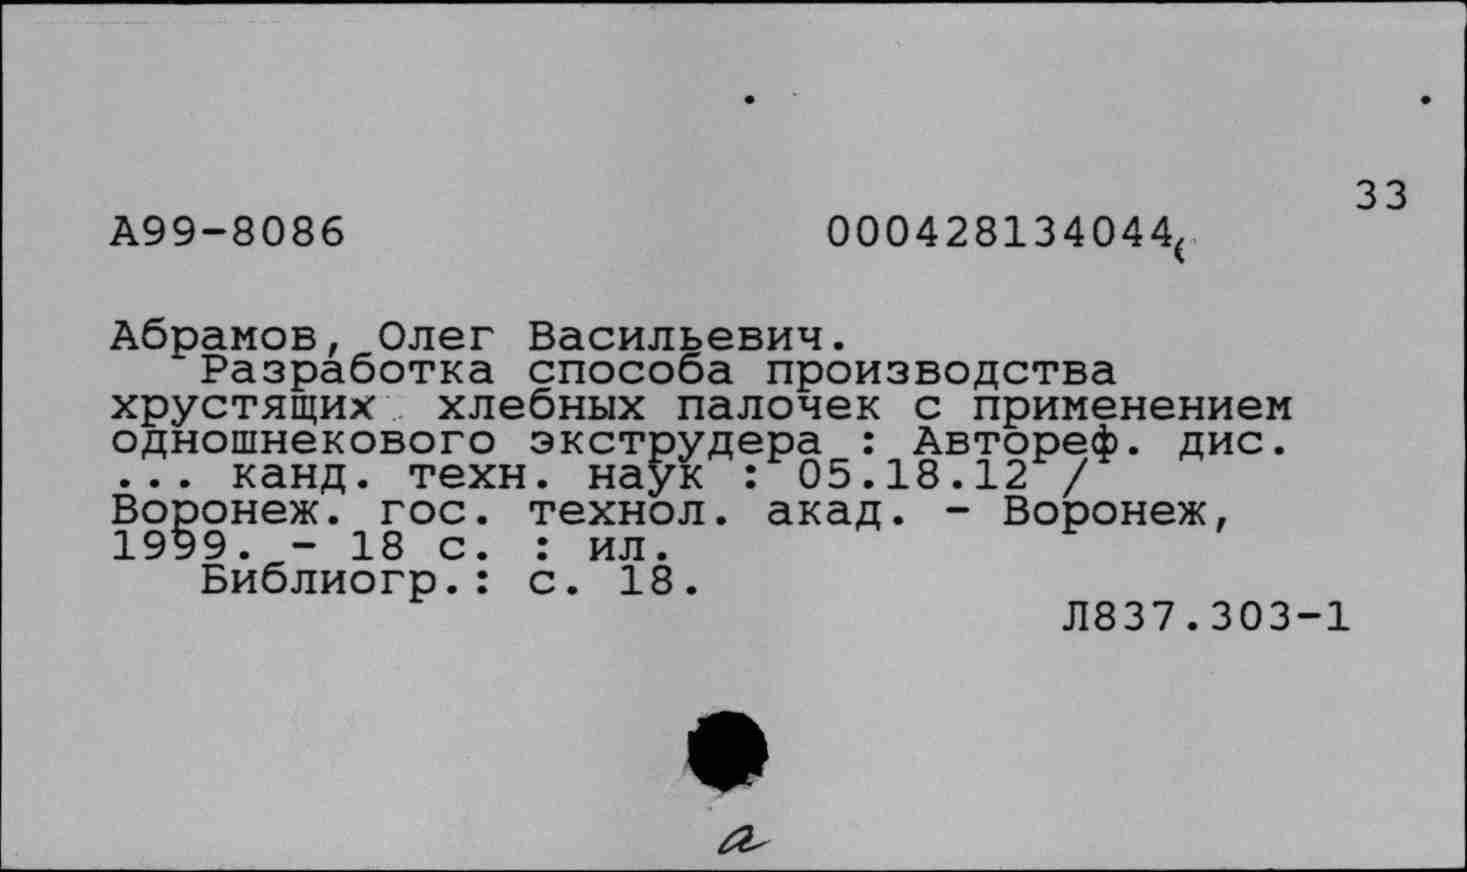 33
А99-8086 000428134044
Абрамов, Олег Васильевич.
Разработка способа производства
хрустящих хлебных палочек с применением
одношнекового экструдера : Автореф. дис.
... канд. техн. наук : 05.18.12 /
Воронеж. гос. технол. акад. - Воронеж,
1999. - 18 с. : ил.
Библиогр.: с. 18.
Л837.303-1